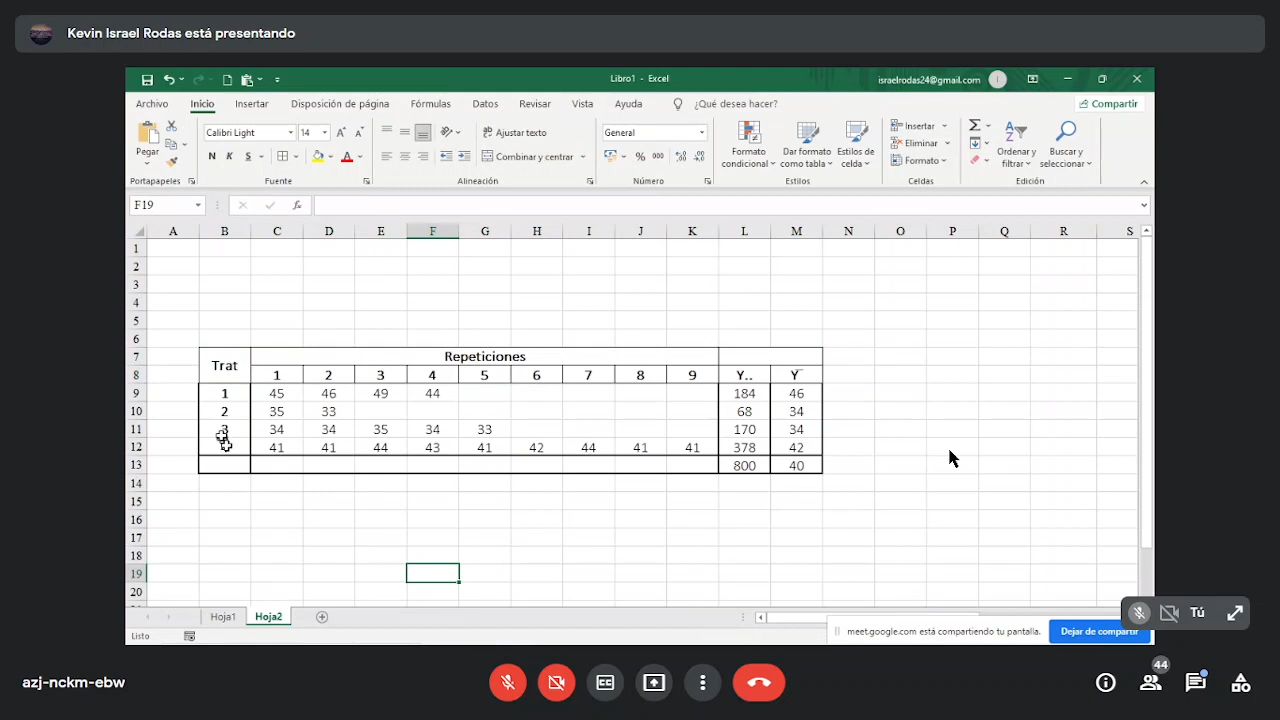 Kevin Israel Rodas está presentando
Libro1 - Excel
israelrodas24@gmail.com
I
Archivo Inicio Insertar Disposición de página Fórmulas Datos Revisar Vista Ayuda ¿Qué desea hacer? Compartir
Pegar
Calibri Light 14
N K S
Ajustar texto
Combinar y centrar
General
% 000
Formato condicional
Dar formato como tabla
Estilos de celda
Insertar
Eliminar
Formato
Ordenar y filtrar
Buscar y seleccionar
Portapapeles Fuente Alineación Número Estilos Celdas Edición
F19 fx
A B C D E F G H I J K L M N O P Q R S
1
2
3
4
5
6
7 Trat Repeticiones
8 1 2 3 4 5 6 7 8 9 Y.. Y¯
9 1 45 46 49 44 184 46
10 2 35 33 68 34
11 3 34 34 35 34 33 170 34
12 41 41 44 43 41 42 44 41 41 378 42
13 800 40
14
15
16
17
18
19
20
Hoja1 Hoja2
Listo
meet.google.com está compartiendo tu pantalla. Dejar de compartir
Tú
azj-nckm-ebw
44